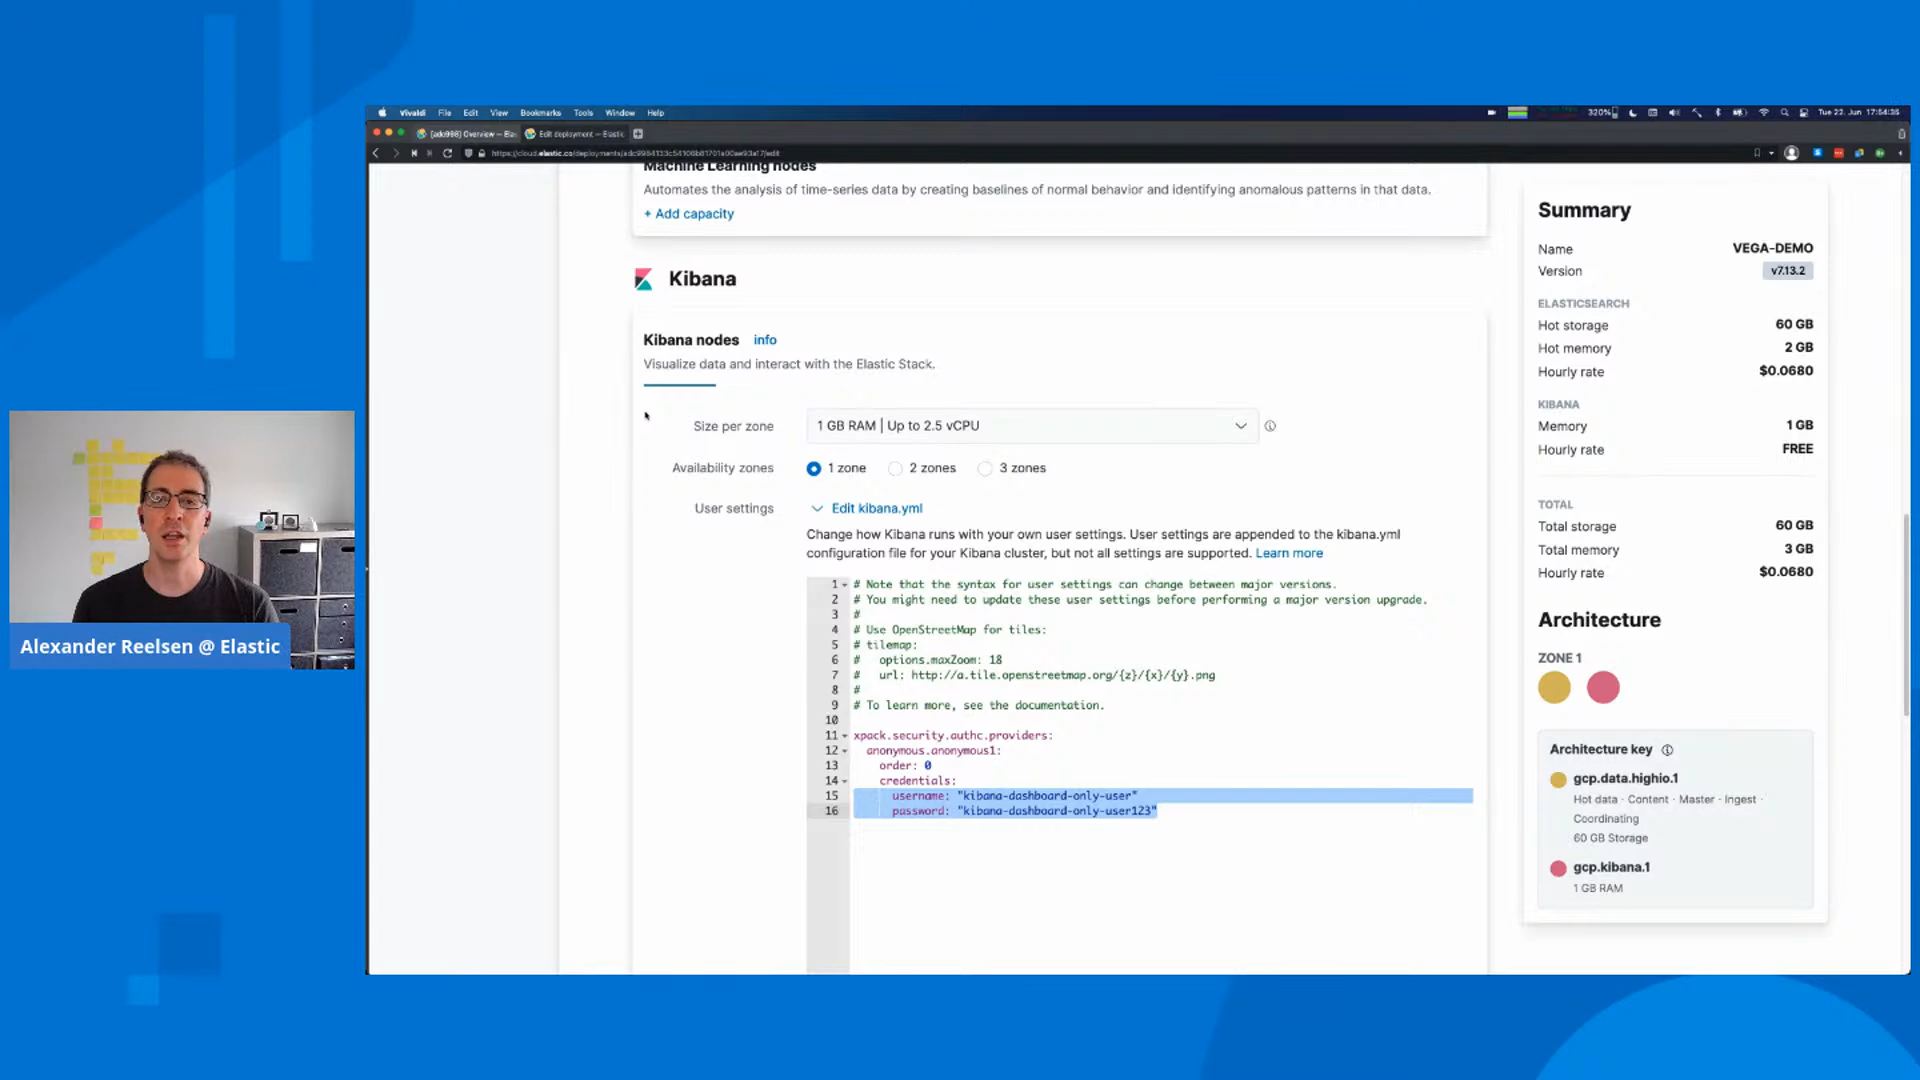 Vivaldi File Edit View Bookmarks Tools Window Help
320% Tue 22. Jun 17:54:35
Edit deployment — Elastic
Machine Learning nodes
Automates the analysis of time-series data by creating baselines of normal behavior and identifying anomalous patterns in that data.
+ Add capacity
Kibana
Kibana nodes info
Visualize data and interact with the Elastic Stack.
Size per zone 1 GB RAM | Up to 2.5 vCPU
Availability zones 1 zone 2 zones 3 zones
User settings Edit kibana.yml
Change how Kibana runs with your own user settings. User settings are appended to the kibana.yml
configuration file for your Kibana cluster, but not all settings are supported. Learn more
1 # Note that the syntax for user settings can change between major versions.
2 # You might need to update these user settings before performing a major version upgrade.
3 #
4 # Use OpenStreetMap for tiles:
5 # tilemap:
6 #   options.maxZoom: 18
7 #   url: http://a.tile.openstreetmap.org/{z}/{x}/{y}.png
8 #
9 # To learn more, see the documentation.
10
11 xpack.security.authc.providers:
12   anonymous.anonymous1:
13     order: 0
14     credentials:
15       username: "kibana-dashboard-only-user"
16       password: "kibana-dashboard-only-user123"
Summary
Name VEGA-DEMO
Version v7.13.2
ELASTICSEARCH
Hot storage 60 GB
Hot memory 2 GB
Hourly rate $0.0680
KIBANA
Memory 1 GB
Hourly rate FREE
TOTAL
Total storage 60 GB
Total memory 3 GB
Hourly rate $0.0680
Architecture
ZONE 1
Architecture key
gcp.data.highio.1
Hot data · Content · Master · Ingest ·
Coordinating
60 GB Storage
gcp.kibana.1
1 GB RAM
Alexander Reelsen @ Elastic